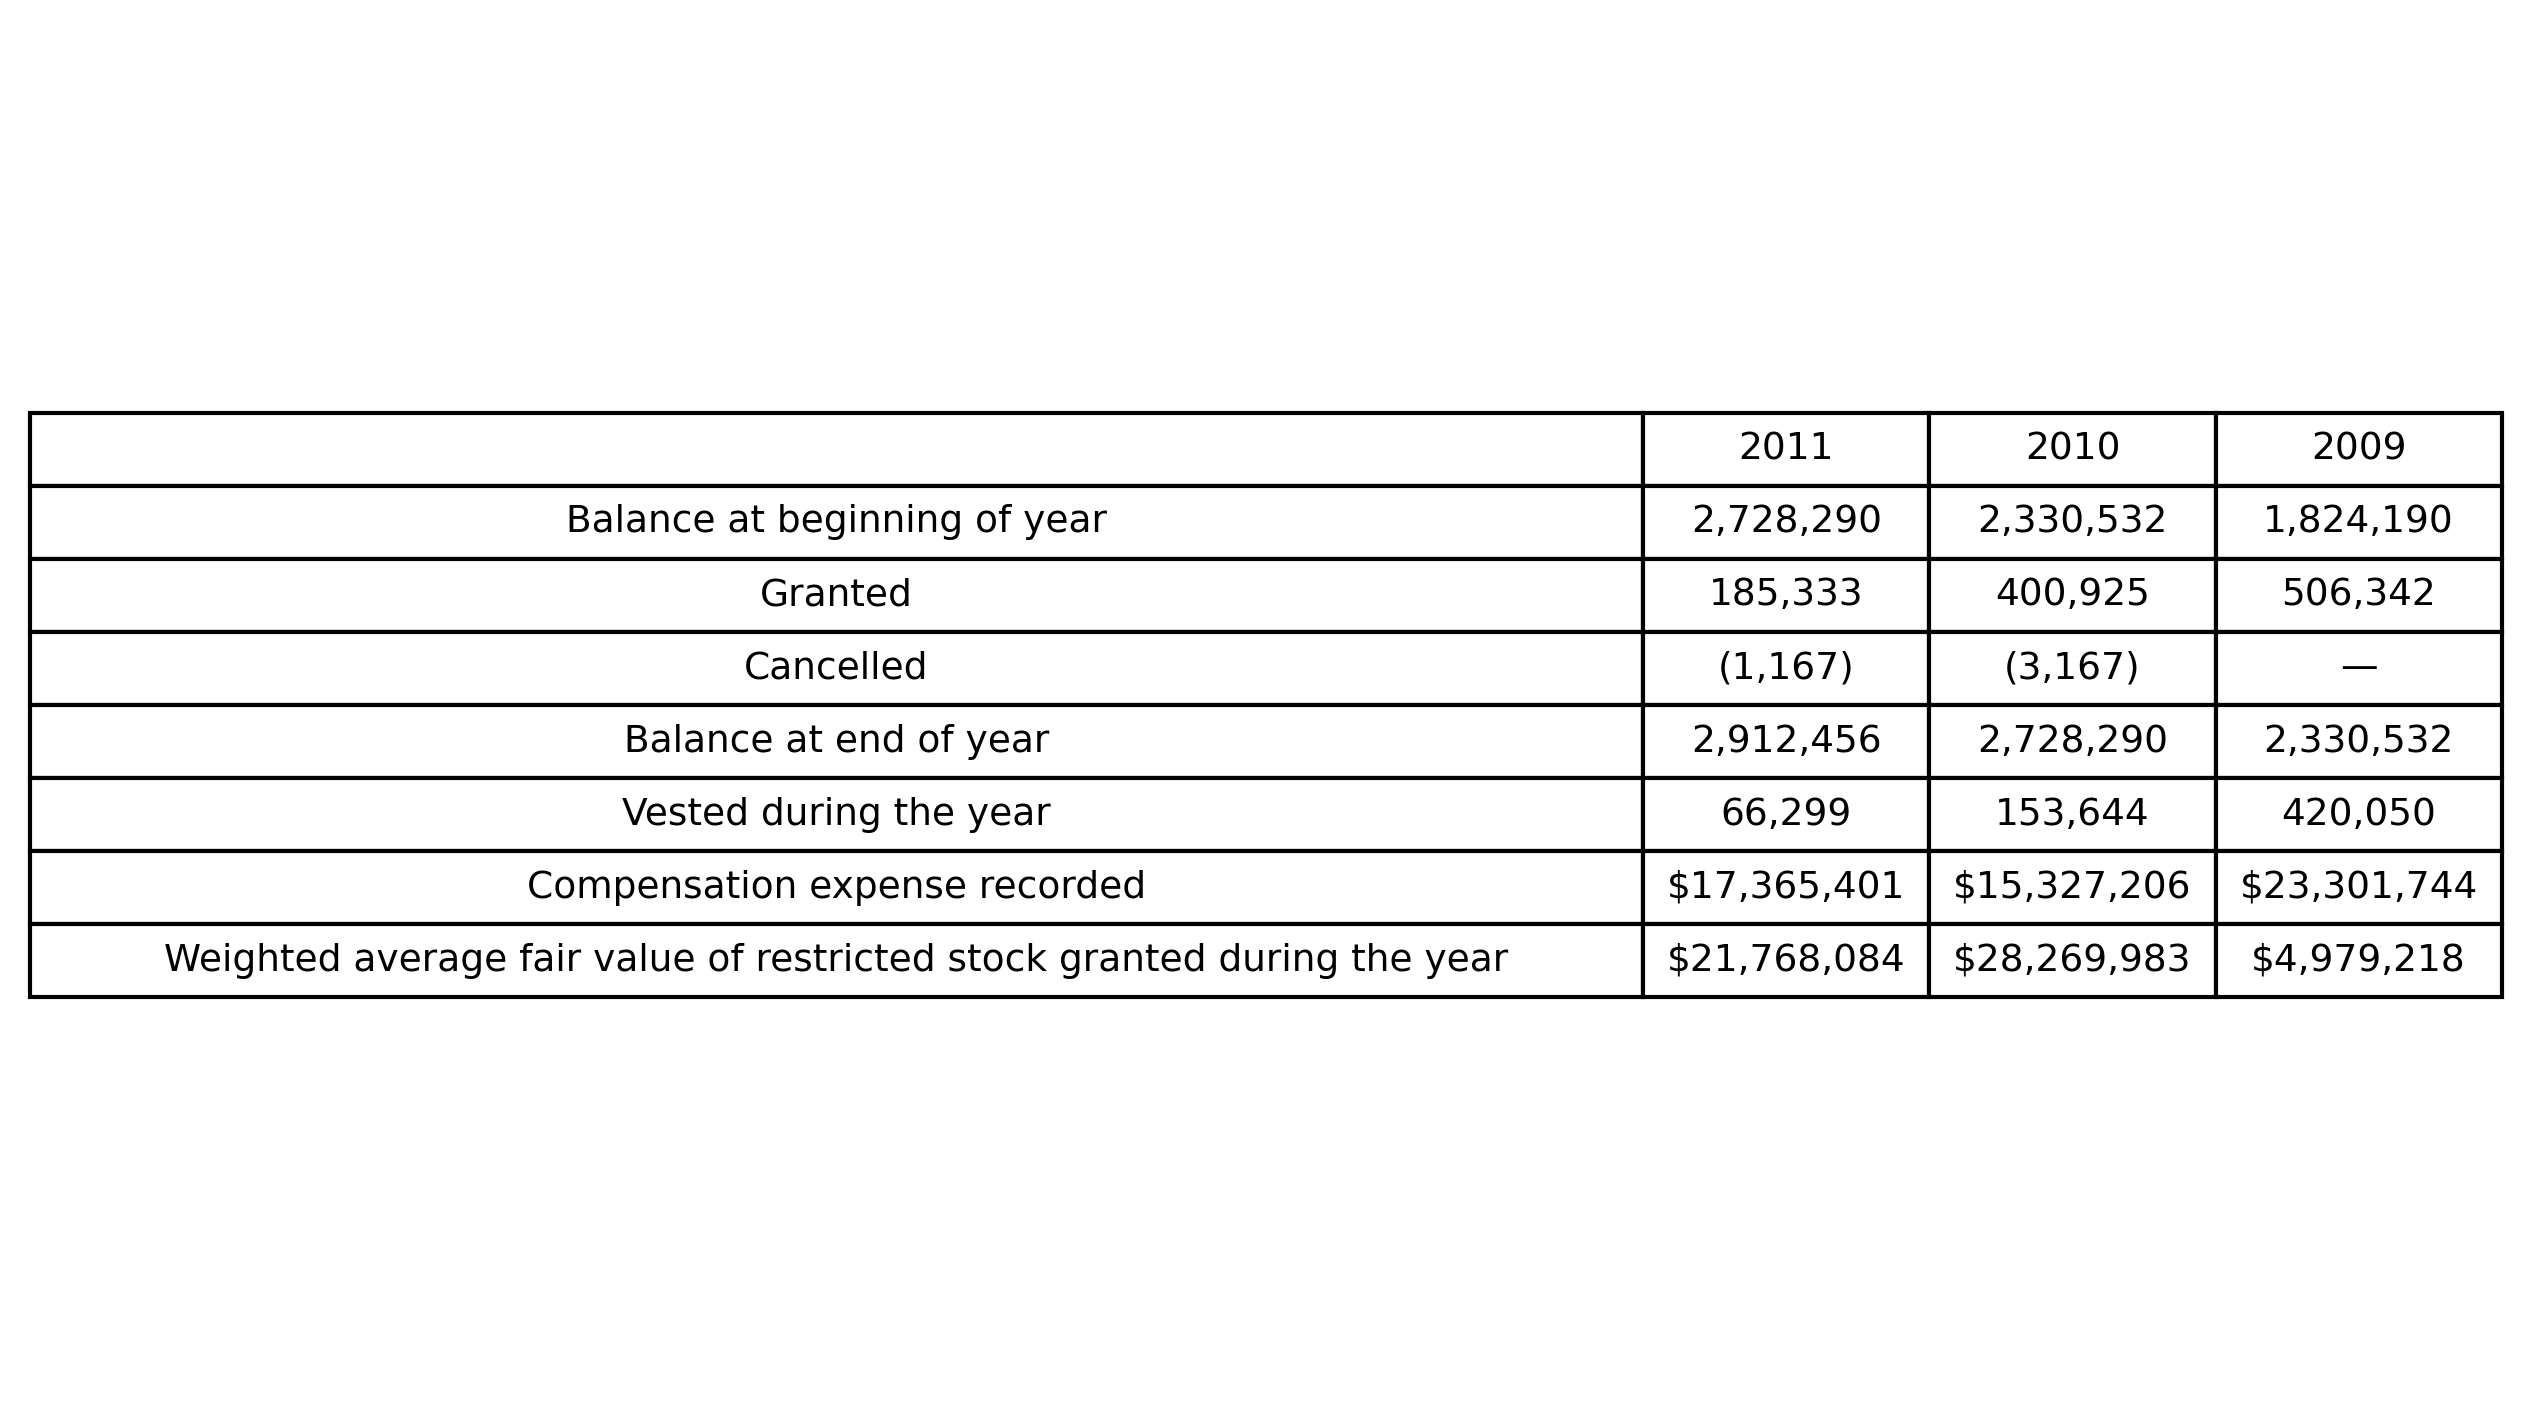 2011 2010 2009
Balance at beginning of year 2,728,290 2,330,532 1,824,190
Granted 185,333 400,925 506,342
Cancelled (1,167) (3,167) —
Balance at end of year 2,912,456 2,728,290 2,330,532
Vested during the year 66,299 153,644 420,050
Compensation expense recorded $17,365,401 $15,327,206 $23,301,744
Weighted average fair value of restricted stock granted during the year $21,768,084 $28,269,983 $4,979,218